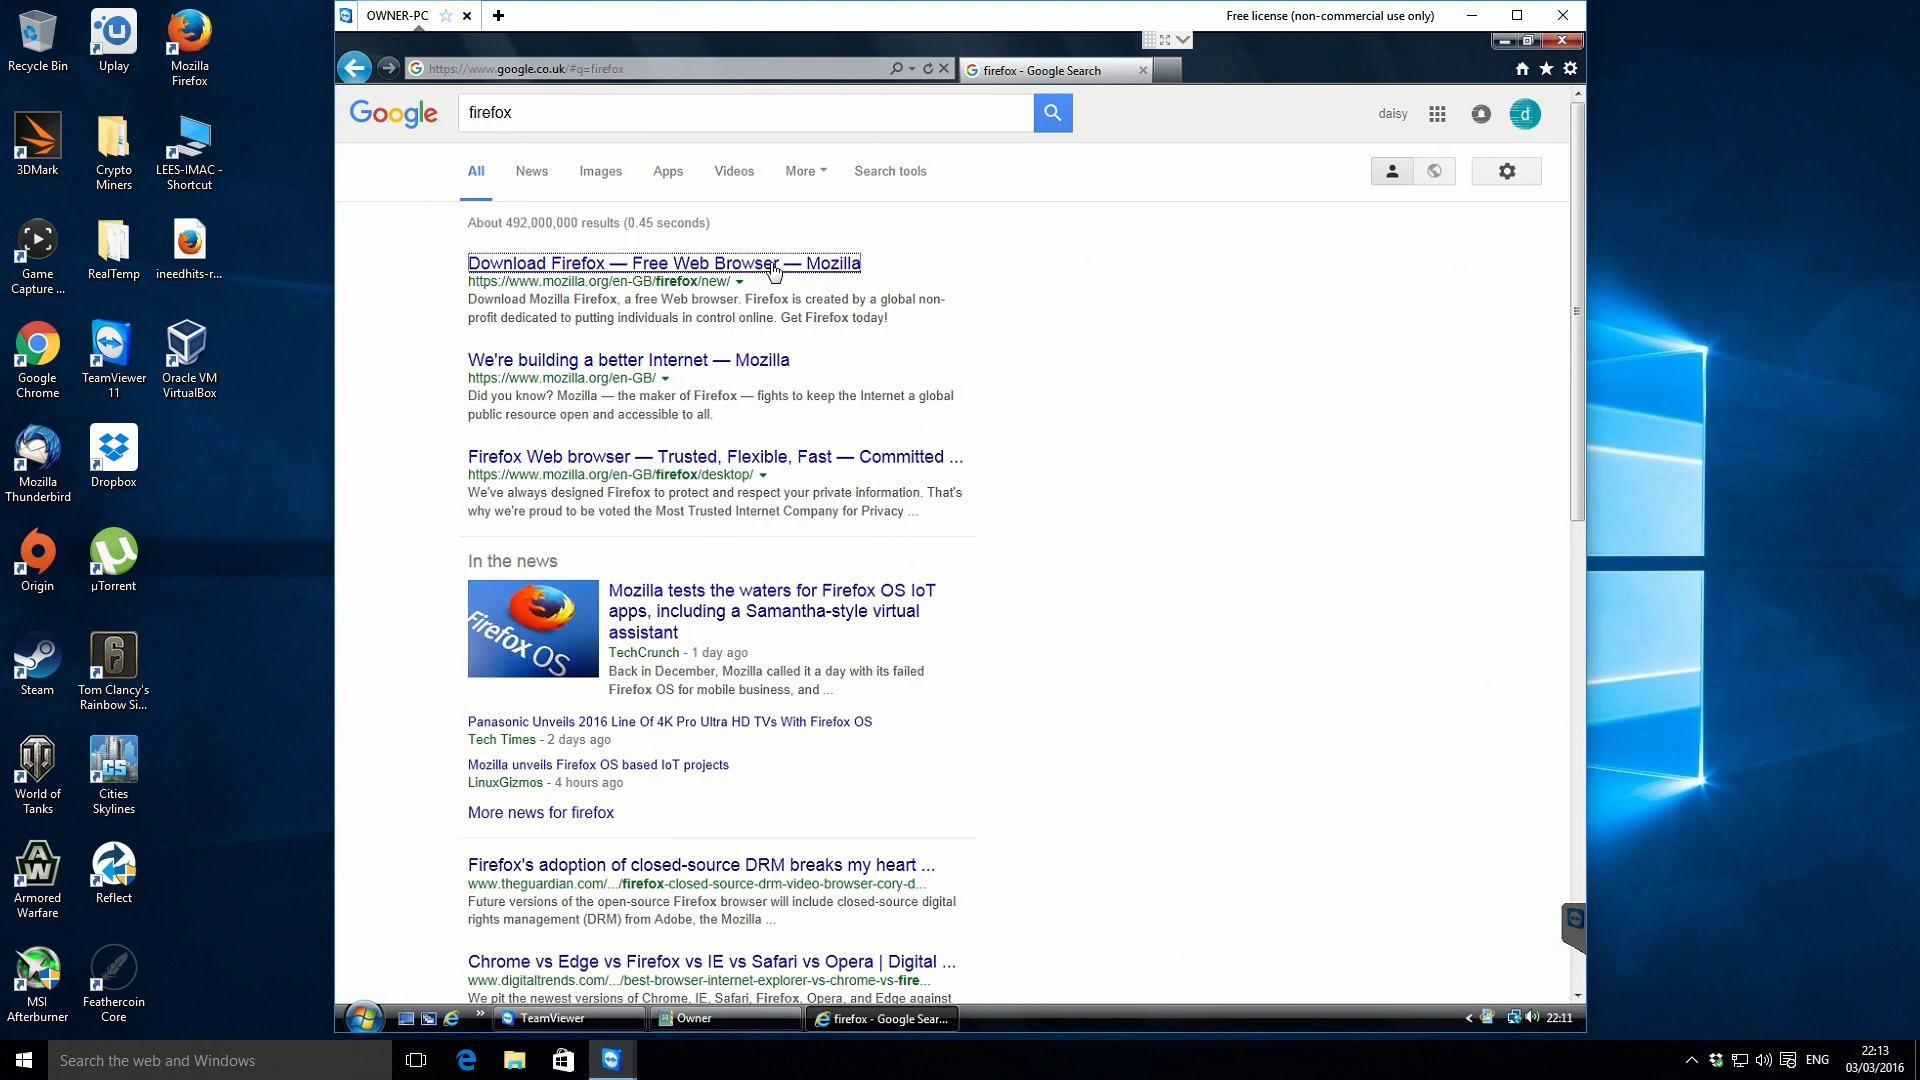 Recycle Bin
Uplay
Mozilla
Firefox
3DMark
Crypto
Miners
LEES-IMAC -
Shortcut
Game
Capture ...
RealTemp
ineedhits-r...
Google
Chrome
TeamViewer
11
Oracle VM
VirtualBox
Mozilla
Thunderbird
Dropbox
Origin
µTorrent
Steam
Tom Clancy's
Rainbow Si...
World of
Tanks
Cities
Skylines
Armored
Warfare
Reflect
MSI
Afterburner
Feathercoin
Core
OWNER-PC
Free license (non-commercial use only)
https://www.google.co.uk/#q=firefox
firefox - Google Search
Google
firefox
daisy
d
All
News
Images
Apps
Videos
More
Search tools
About 492,000,000 results (0.45 seconds)
Download Firefox — Free Web Browser — Mozilla
https://www.mozilla.org/en-GB/firefox/new/
Download Mozilla Firefox, a free Web browser. Firefox is created by a global non-
profit dedicated to putting individuals in control online. Get Firefox today!
We're building a better Internet — Mozilla
https://www.mozilla.org/en-GB/
Did you know? Mozilla — the maker of Firefox — fights to keep the Internet a global
public resource open and accessible to all.
Firefox Web browser — Trusted, Flexible, Fast — Committed ...
https://www.mozilla.org/en-GB/firefox/desktop/
We've always designed Firefox to protect and respect your private information. That's
why we're proud to be voted the Most Trusted Internet Company for Privacy ...
In the news
Firefox OS
Mozilla tests the waters for Firefox OS IoT
apps, including a Samantha-style virtual
assistant
TechCrunch - 1 day ago
Back in December, Mozilla called it a day with its failed
Firefox OS for mobile business, and ...
Panasonic Unveils 2016 Line Of 4K Pro Ultra HD TVs With Firefox OS
Tech Times - 2 days ago
Mozilla unveils Firefox OS based IoT projects
LinuxGizmos - 4 hours ago
More news for firefox
Firefox's adoption of closed-source DRM breaks my heart ...
www.theguardian.com/.../firefox-closed-source-drm-video-browser-cory-d...
Future versions of the open-source Firefox browser will include closed-source digital
rights management (DRM) from Adobe, the Mozilla ...
Chrome vs Edge vs Firefox vs IE vs Safari vs Opera | Digital ...
www.digitaltrends.com/.../best-browser-internet-explorer-vs-chrome-vs-fire...
We pit the newest versions of Chrome, IE, Safari, Firefox, Opera, and Edge against
TeamViewer
Owner
firefox - Google Sear...
22:11
Search the web and Windows
ENG
22:13
03/03/2016